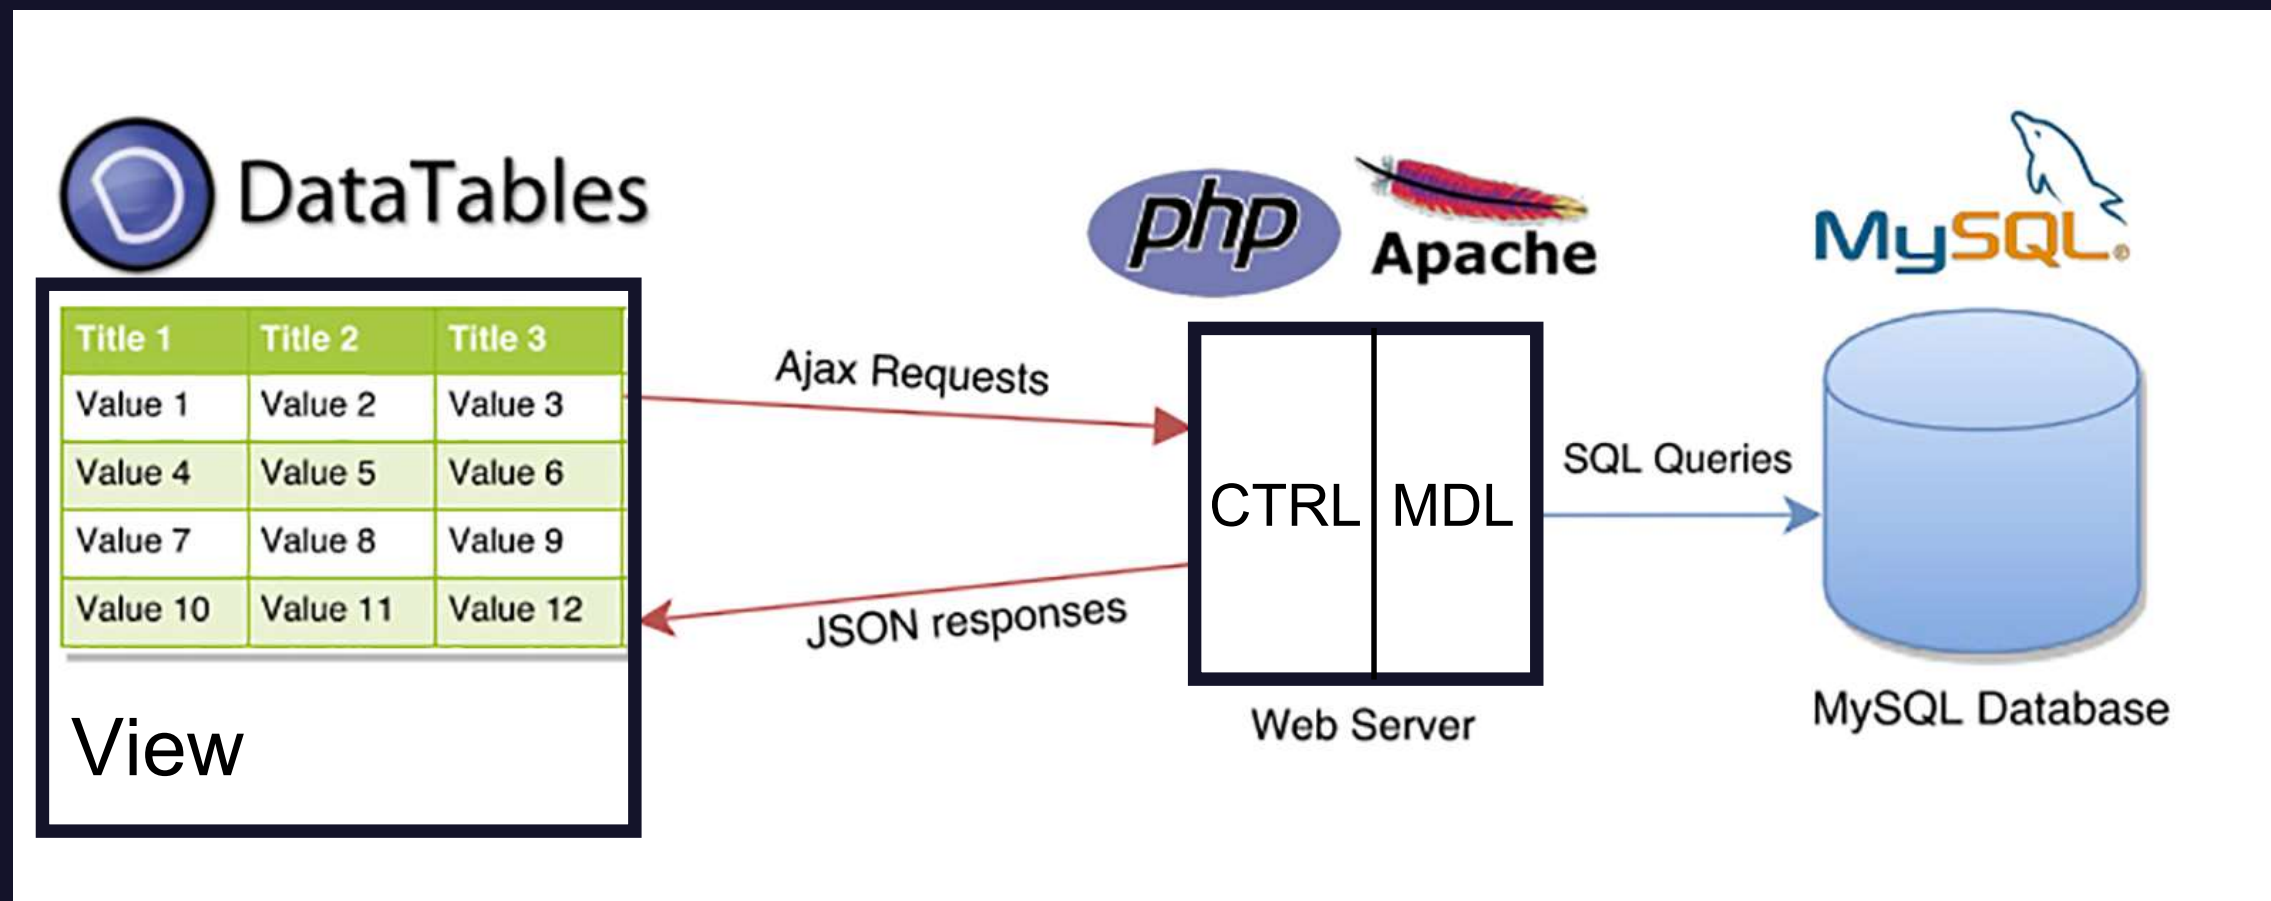 DataTables
Title 1 Title 2 Title 3
Value 1 Value 2 Value 3
Value 4 Value 5 Value 6
Value 7 Value 8 Value 9
Value 10 Value 11 Value 12
View
Ajax Requests
JSON responses
php
Apache
CTRL MDL
Web Server
SQL Queries
MySQL®
MySQL Database